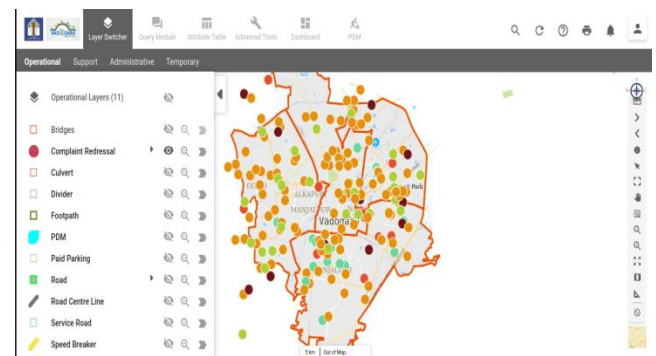 Layer Switcher
Query Module
Attribute Table
Advanced Tools
Dashboard
PDM
Operational
Support
Administrative
Temporary
Operational Layers (11)
Bridges
Complaint Redressal
Culvert
Divider
Footpath
PDM
Paid Parking
Road
Road Centre Line
Service Road
Speed Breaker
Park
MANJALPUR
5 km
Out of Map